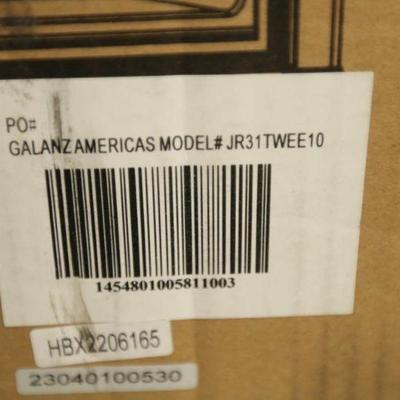 PO#
GALANZAMERICAS MODEL# JR31TWEE10
1454801005811003
HBX2206165
23040100530